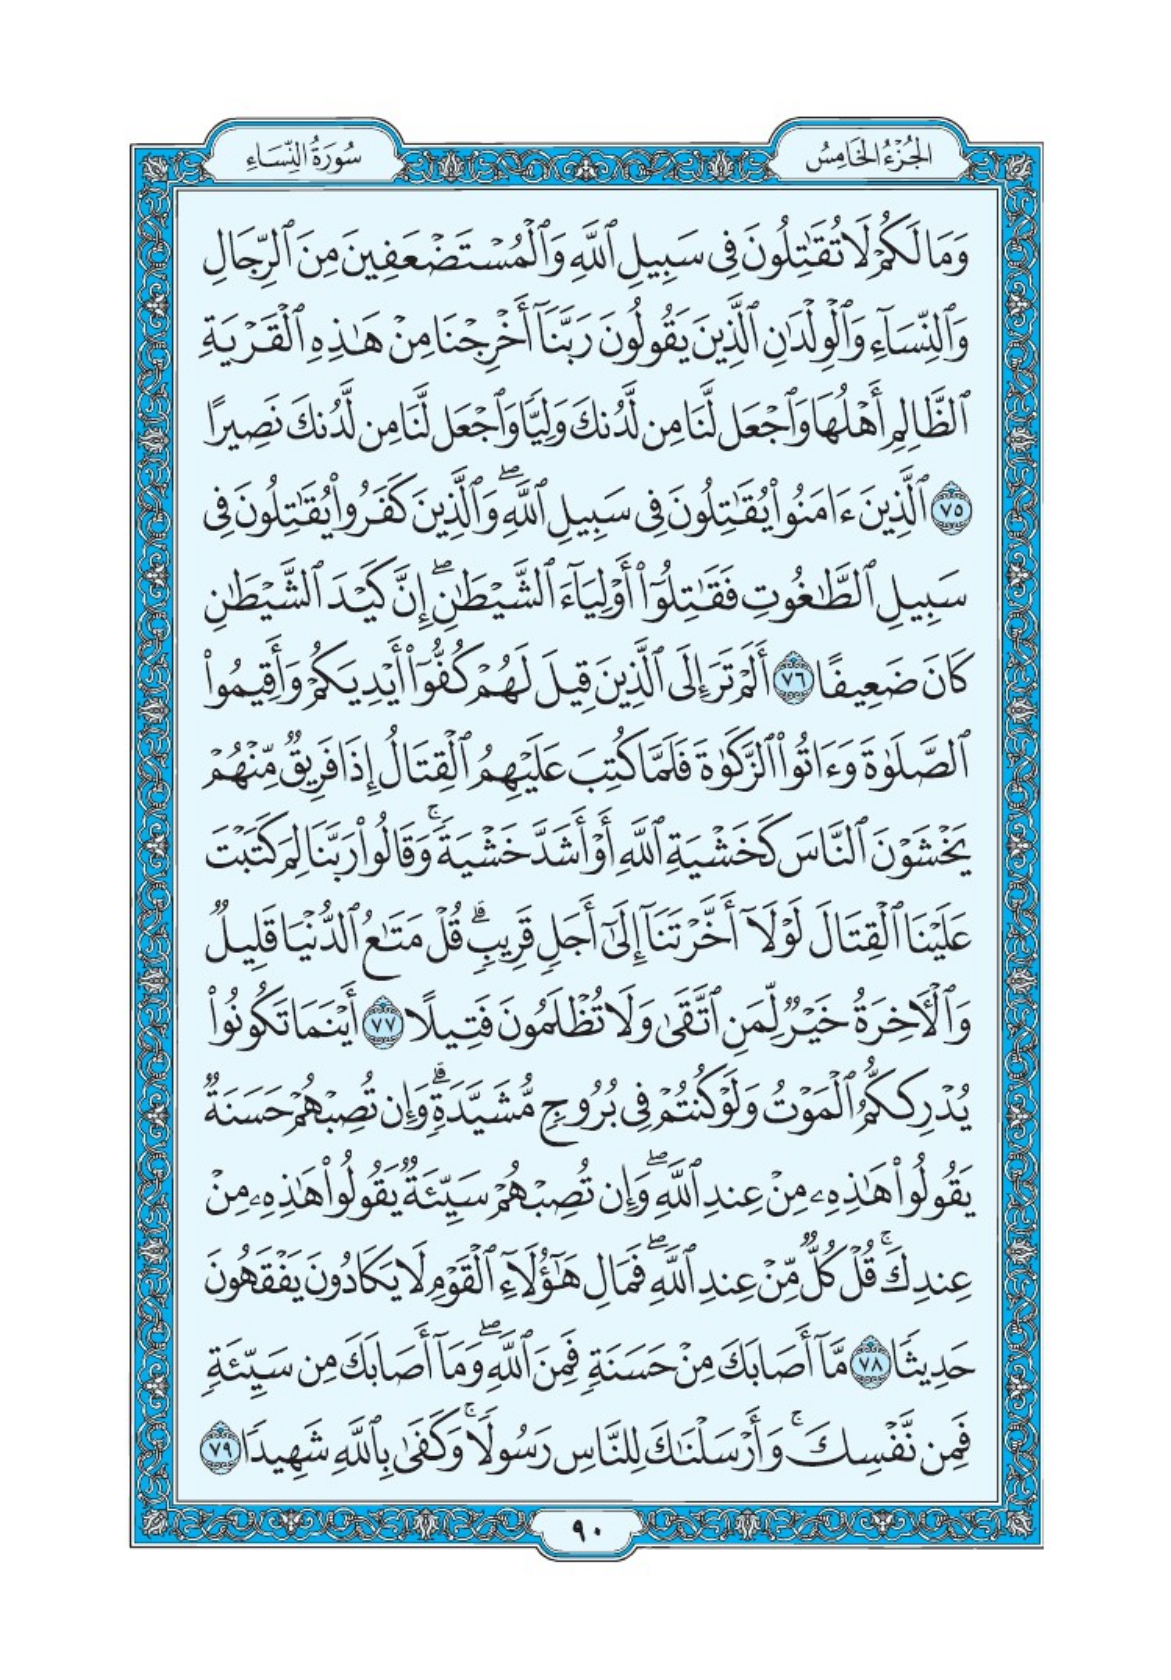 الجُزْءُ الخَامِسُ
سُورَةُ النِّسَاءِ
وَمَا لَكُمۡ لَا تُقَٰتِلُونَ فِي سَبِيلِ ٱللَّهِ وَٱلۡمُسۡتَضۡعَفِينَ مِنَ ٱلرِّجَالِ
وَٱلنِّسَآءِ وَٱلۡوِلۡدَٰنِ ٱلَّذِينَ يَقُولُونَ رَبَّنَآ أَخۡرِجۡنَا مِنۡ هَٰذِهِ ٱلۡقَرۡيَةِ
ٱلظَّالِمِ أَهۡلُهَا وَٱجۡعَل لَّنَا مِن لَّدُنكَ وَلِيّٗا وَٱجۡعَل لَّنَا مِن لَّدُنكَ نَصِيرًا
٧٥ ٱلَّذِينَ ءَامَنُواْ يُقَٰتِلُونَ فِي سَبِيلِ ٱللَّهِۖ وَٱلَّذِينَ كَفَرُواْ يُقَٰتِلُونَ فِي
سَبِيلِ ٱلطَّٰغُوتِ فَقَٰتِلُوٓاْ أَوۡلِيَآءَ ٱلشَّيۡطَٰنِۖ إِنَّ كَيۡدَ ٱلشَّيۡطَٰنِ
كَانَ ضَعِيفًا ٧٦ أَلَمۡ تَرَ إِلَى ٱلَّذِينَ قِيلَ لَهُمۡ كُفُّوٓاْ أَيۡدِيَكُمۡ وَأَقِيمُواْ
ٱلصَّلَوٰةَ وَءَاتُواْ ٱلزَّكَوٰةَ فَلَمَّا كُتِبَ عَلَيۡهِمُ ٱلۡقِتَالُ إِذَا فَرِيقٞ مِّنۡهُمۡ
يَخۡشَوۡنَ ٱلنَّاسَ كَخَشۡيَةِ ٱللَّهِ أَوۡ أَشَدَّ خَشۡيَةٗۚ وَقَالُواْ رَبَّنَا لِمَ كَتَبۡتَ
عَلَيۡنَا ٱلۡقِتَالَ لَوۡلَآ أَخَّرۡتَنَآ إِلَىٰٓ أَجَلٖ قَرِيبٖۗ قُلۡ مَتَٰعُ ٱلدُّنۡيَا قَلِيلٞ
وَٱلۡأٓخِرَةُ خَيۡرٞ لِّمَنِ ٱتَّقَىٰ وَلَا تُظۡلَمُونَ فَتِيلًا ٧٧ أَيۡنَمَا تَكُونُواْ
يُدۡرِككُّمُ ٱلۡمَوۡتُ وَلَوۡ كُنتُمۡ فِي بُرُوجٖ مُّشَيَّدَةٖۗ وَإِن تُصِبۡهُمۡ حَسَنَةٞ
يَقُولُواْ هَٰذِهِۦ مِنۡ عِندِ ٱللَّهِۖ وَإِن تُصِبۡهُمۡ سَيِّئَةٞ يَقُولُواْ هَٰذِهِۦ مِنۡ
عِندِكَۚ قُلۡ كُلّٞ مِّنۡ عِندِ ٱللَّهِۖ فَمَالِ هَٰٓؤُلَآءِ ٱلۡقَوۡمِ لَا يَكَادُونَ يَفۡقَهُونَ
حَدِيثٗا ٧٨ مَّآ أَصَابَكَ مِنۡ حَسَنَةٖ فَمِنَ ٱللَّهِۖ وَمَآ أَصَابَكَ مِن سَيِّئَةٖ
فَمِن نَّفۡسِكَۚ وَأَرۡسَلۡنَٰكَ لِلنَّاسِ رَسُولٗاۚ وَكَفَىٰ بِٱللَّهِ شَهِيدٗا ٧٩
٩٠